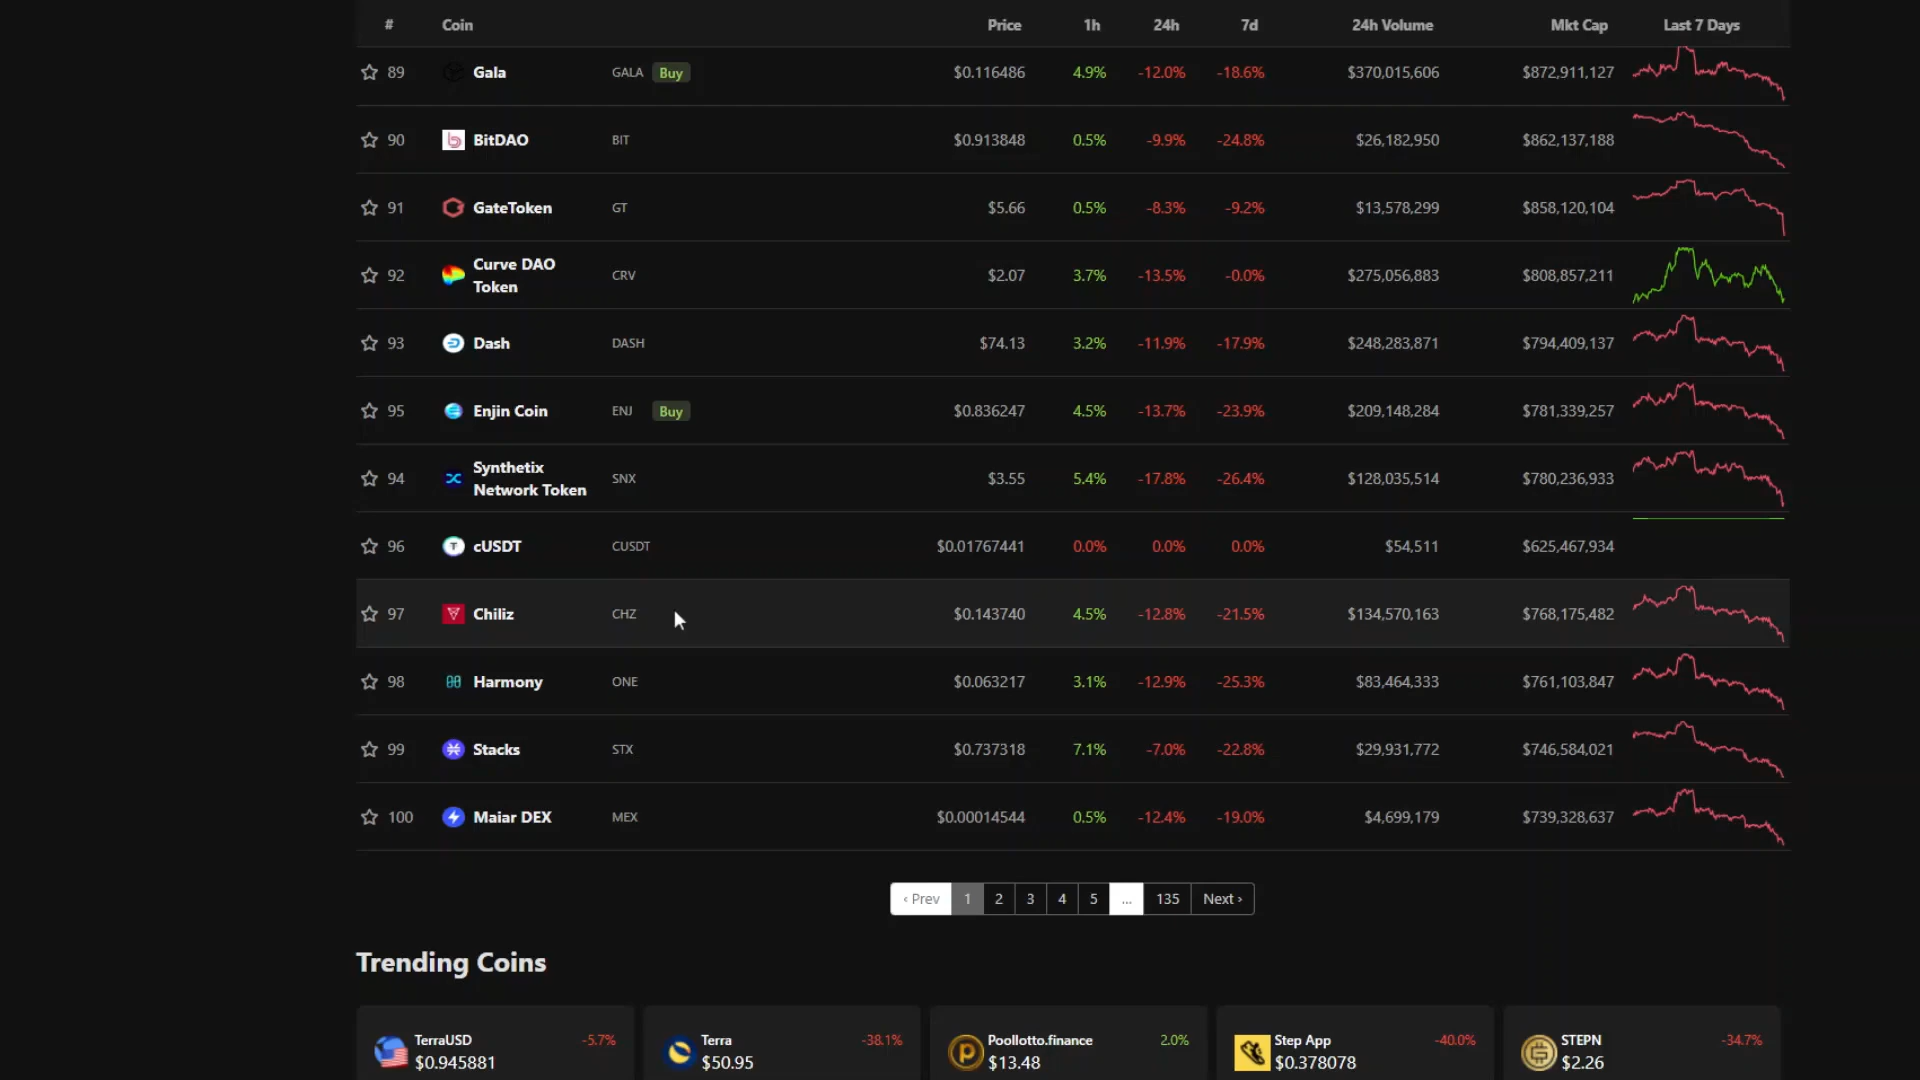 # Coin Price 1h 24h 7d 24h Volume Mkt Cap Last 7 Days
89 Gala GALA Buy $0.116486 4.9% -12.0% -18.6% $370,015,606 $872,911,127
90 BitDAO BIT $0.913848 0.5% -9.9% -24.8% $26,182,950 $862,137,188
91 GateToken GT $5.66 0.5% -8.3% -9.2% $13,578,299 $858,120,104
92 Curve DAO Token CRV $2.07 3.7% -13.5% -0.0% $275,056,883 $808,857,211
93 Dash DASH $74.13 3.2% -11.9% -17.9% $248,283,871 $794,409,137
95 Enjin Coin ENJ Buy $0.836247 4.5% -13.7% -23.9% $209,148,284 $781,339,257
94 Synthetix Network Token SNX $3.55 5.4% -17.8% -26.4% $128,035,514 $780,236,933
96 cUSDT CUSDT $0.01767441 0.0% 0.0% 0.0% $54,511 $625,467,934
97 Chiliz CHZ $0.143740 4.5% -12.8% -21.5% $134,570,163 $768,175,482
98 Harmony ONE $0.063217 3.1% -12.9% -25.3% $83,464,333 $761,103,847
99 Stacks STX $0.737318 7.1% -7.0% -22.8% $29,931,772 $746,584,021
100 Maiar DEX MEX $0.00014544 0.5% -12.4% -19.0% $4,699,179 $739,328,637
‹ Prev 1 2 3 4 5 ... 135 Next ›
Trending Coins
TerraUSD -5.7% Terra -38.1% Poollotto.finance 2.0% Step App -40.0% STEPN -34.7%
$0.945881 $50.95 $13.48 $0.378078 $2.26